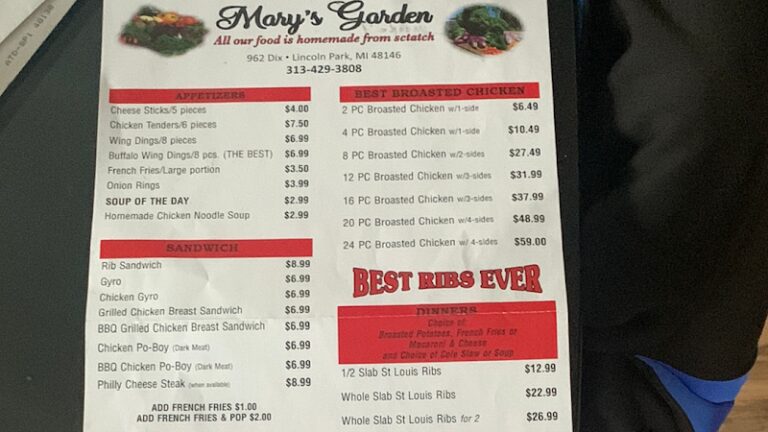 Mary's Garden
All our food is homemade from sctatch
962 Dix • Lincoln Park, MI 48146
313-429-3808
APPETIZERS
Cheese Sticks/5 pieces $4.00
Chicken Tenders/6 pieces $7.50
Wing Dings/8 pieces $6.99
Buffalo Wing Dings/8 pcs. (THE BEST) $6.99
French Fries/Large portion $3.50
Onion Rings $3.99
SOUP OF THE DAY $2.99
Homemade Chicken Noodle Soup $2.99
SANDWICH
Rib Sandwich $8.99
Gyro $6.99
Chicken Gyro $6.99
Grilled Chicken Breast Sandwich $6.99
BBQ Grilled Chicken Breast Sandwich $6.99
Chicken Po-Boy (Dark Meat) $6.99
BBQ Chicken Po-Boy (Dark Meat) $6.99
Philly Cheese Steak (when available) $8.99
ADD FRENCH FRIES $1.00
ADD FRENCH FRIES & POP $2.00
BEST BROASTED CHICKEN
2 PC Broasted Chicken w/1-side $6.49
4 PC Broasted Chicken w/1-side $10.49
8 PC Broasted Chicken w/2-sides $27.49
12 PC Broasted Chicken w/3-sides $31.99
16 PC Broasted Chicken w/3-sides $37.99
20 PC Broasted Chicken w/4-sides $48.99
24 PC Broasted Chicken w/ 4-sides $59.00
BEST RIBS EVER
DINNERS
Choice of:
Broasted Potatoes, French Fries or
Macaroni & Cheese
and Choice of Cole Slaw or Soup
1/2 Slab St Louis Ribs $12.99
Whole Slab St Louis Ribs $22.99
Whole Slab St Louis Ribs for 2 $26.99